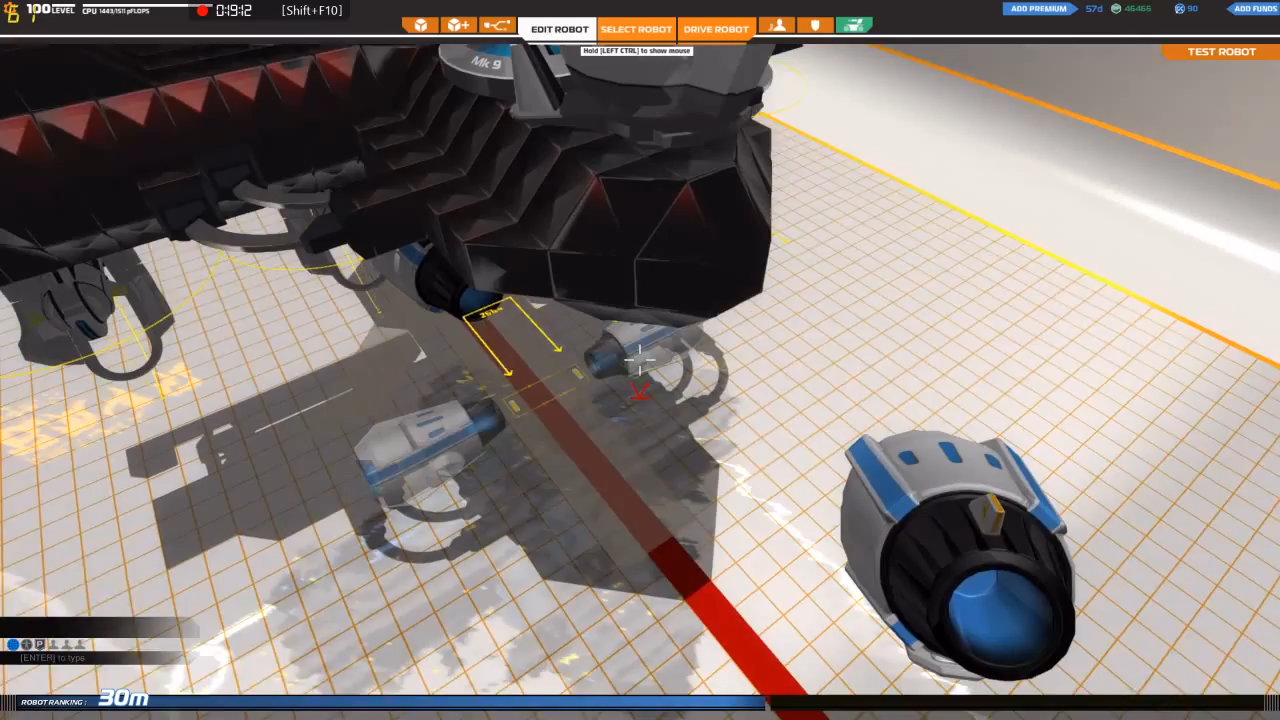 100 LEVEL CPU 1443/1511 pFLOPS
0:19:12 [Shift+F10]
EDIT ROBOT
SELECT ROBOT
DRIVE ROBOT
Hold [LEFT CTRL] to show mouse
ADD PREMIUM
57d
46465
90
ADD FUNDS
TEST ROBOT
Mk 9
[ENTER] to type
ROBOT RANKING : 30m